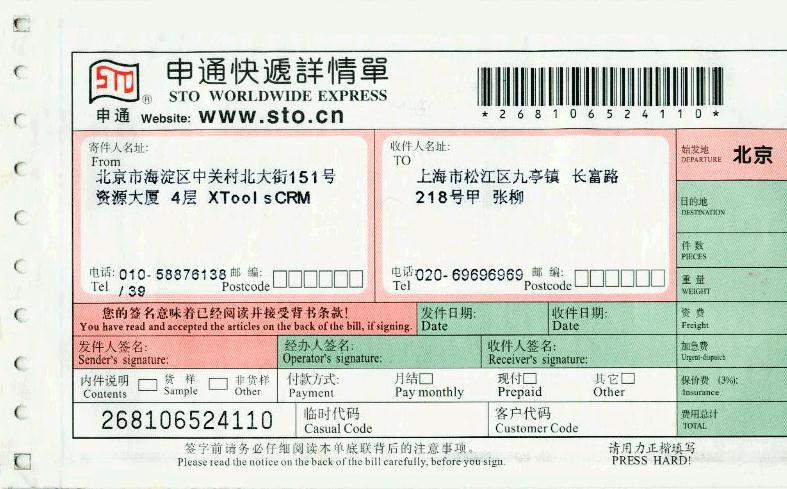 STO
®
申通快遞詳情單
STO WORLDWIDE EXPRESS
申通 Website: www.sto.cn
*268106524110*
寄件人名址:
From
北京市海淀区中关村北大街151号
资源大厦 4层 XToolsCRM
电话: 010-58876138 邮 编:
Tel / 39 Postcode
收件人名址:
TO
上海市松江区九亭镇 长富路
218号甲 张柳
电话: 020-69696969 邮 编:
Tel Postcode
始发地
DEPARTURE 北京
目的地
DESTINATION
件 数
PIECES
重 量
WEIGHT
资 费
Freight
加急费
Urgent-dispatch
保价费 (3%):
Insurance
费用总计
TOTAL
您的签名意味着已经阅读并接受背书条款!
You have read and accepted the articles on the back of the bill, if signing.
发件日期:
Date
收件日期:
Date
发件人签名:
Sender's signature:
经办人签名:
Operator's signature:
收件人签名:
Receiver's signature:
内件说明 货 样 非货样
Contents Sample Other
付款方式: 月结 现付 其它
Payment Pay monthly Prepaid Other
268106524110
临时代码
Casual Code
客户代码
Customer Code
签字前请务必仔细阅读本单底联背后的注意事项。
Please read the notice on the back of the bill carefully, before you sign.
请用力正楷填写
PRESS HARD!